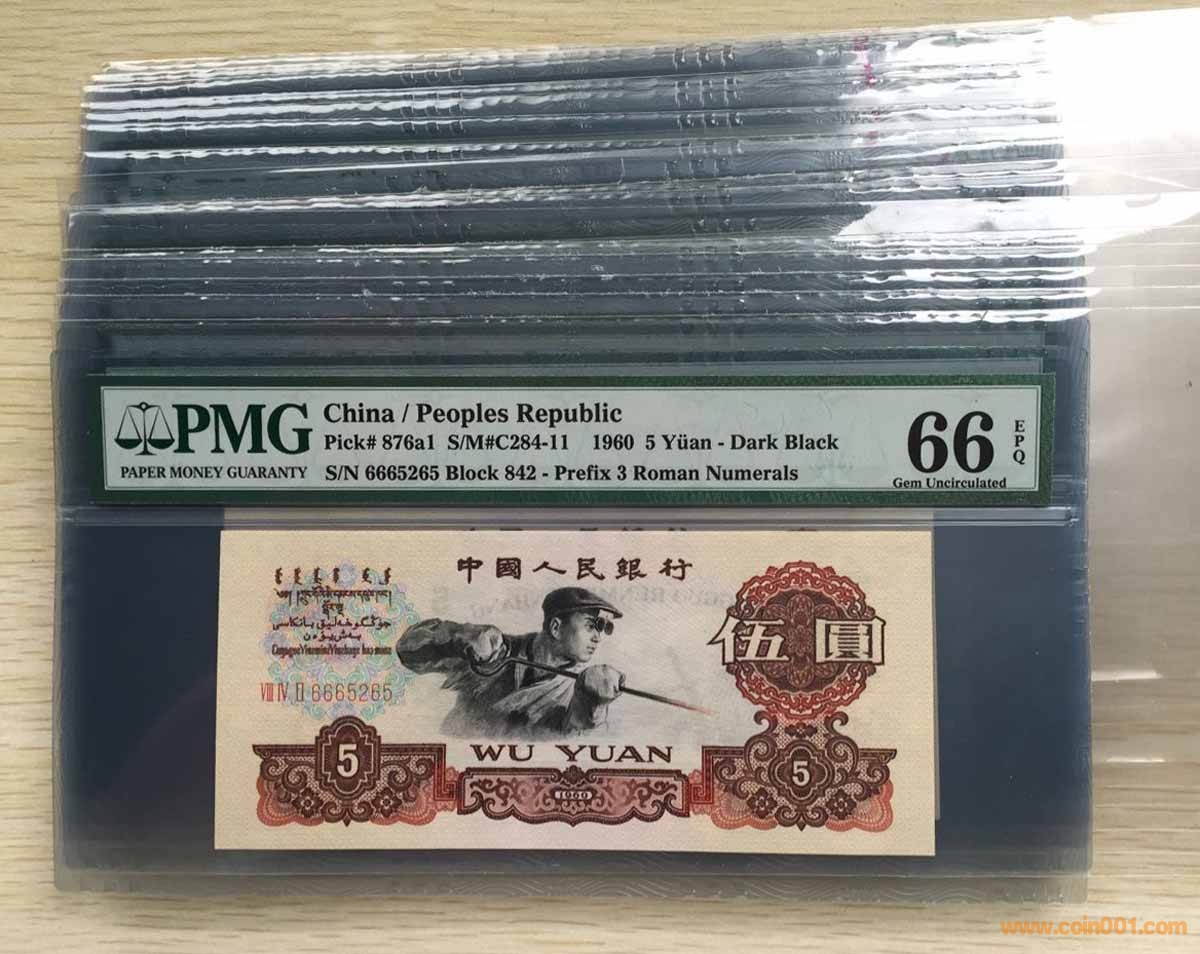 PMG
PAPER MONEY GUARANTY
China / Peoples Republic
Pick# 876a1 S/M#C284-11 1960 5 Yüan - Dark Black
S/N 6665265 Block 842 - Prefix 3 Roman Numerals
66
EPQ
Gem Uncirculated
中國人民銀行
伍圓
VIII IV II 6665265
WU YUAN
5
1960
5
www.coin001.com